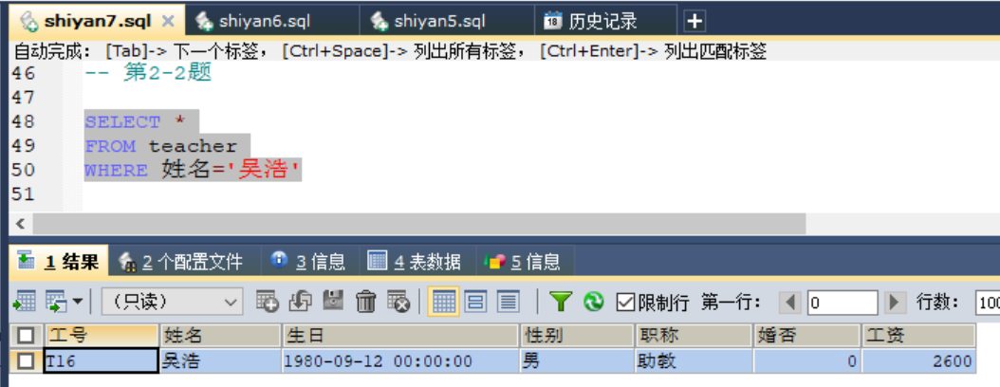 shiyan7.sql × shiyan6.sql shiyan5.sql 18 历史记录
自动完成： [Tab]-> 下一个标签， [Ctrl+Space]-> 列出所有标签， [Ctrl+Enter]-> 列出匹配标签
46 -- 第2-2题
47
48 SELECT *
49 FROM teacher
50 WHERE 姓名='吴浩'
51
1 结果 2 个配置文件 3 信息 4 表数据 5 信息
（只读） 限制行 第一行： 0 行数： 100
工号 姓名 生日 性别 职称 婚否 工资
T16 吴浩 1980-09-12 00:00:00 男 助教 0 2600